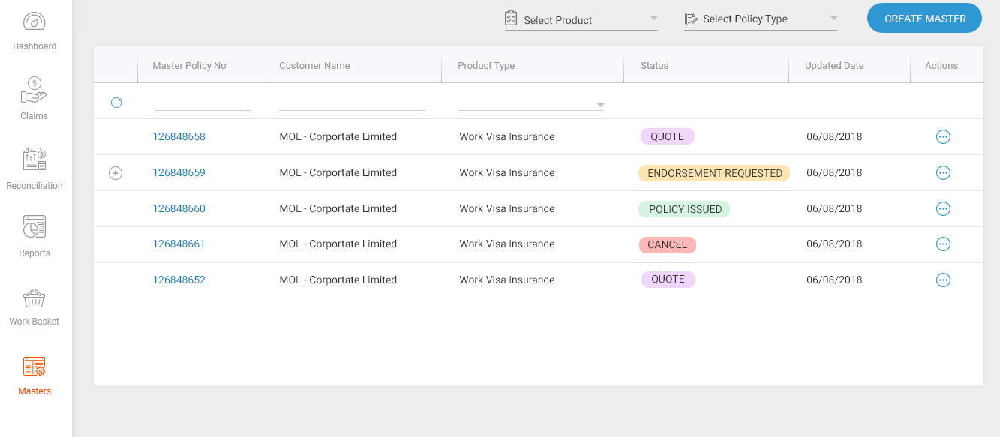 Dashboard
Claims
Reconciliation
Reports
Work Basket
Masters
Select Product
Select Policy Type
CREATE MASTER
Master Policy No Customer Name Product Type Status Updated Date Actions
126848658 MOL - Corportate Limited Work Visa Insurance QUOTE 06/08/2018
126848659 MOL - Corportate Limited Work Visa Insurance ENDORSEMENT REQUESTED 06/08/2018
126848660 MOL - Corportate Limited Work Visa Insurance POLICY ISSUED 06/08/2018
126848661 MOL - Corportate Limited Work Visa Insurance CANCEL 06/08/2018
126848652 MOL - Corportate Limited Work Visa Insurance QUOTE 06/08/2018